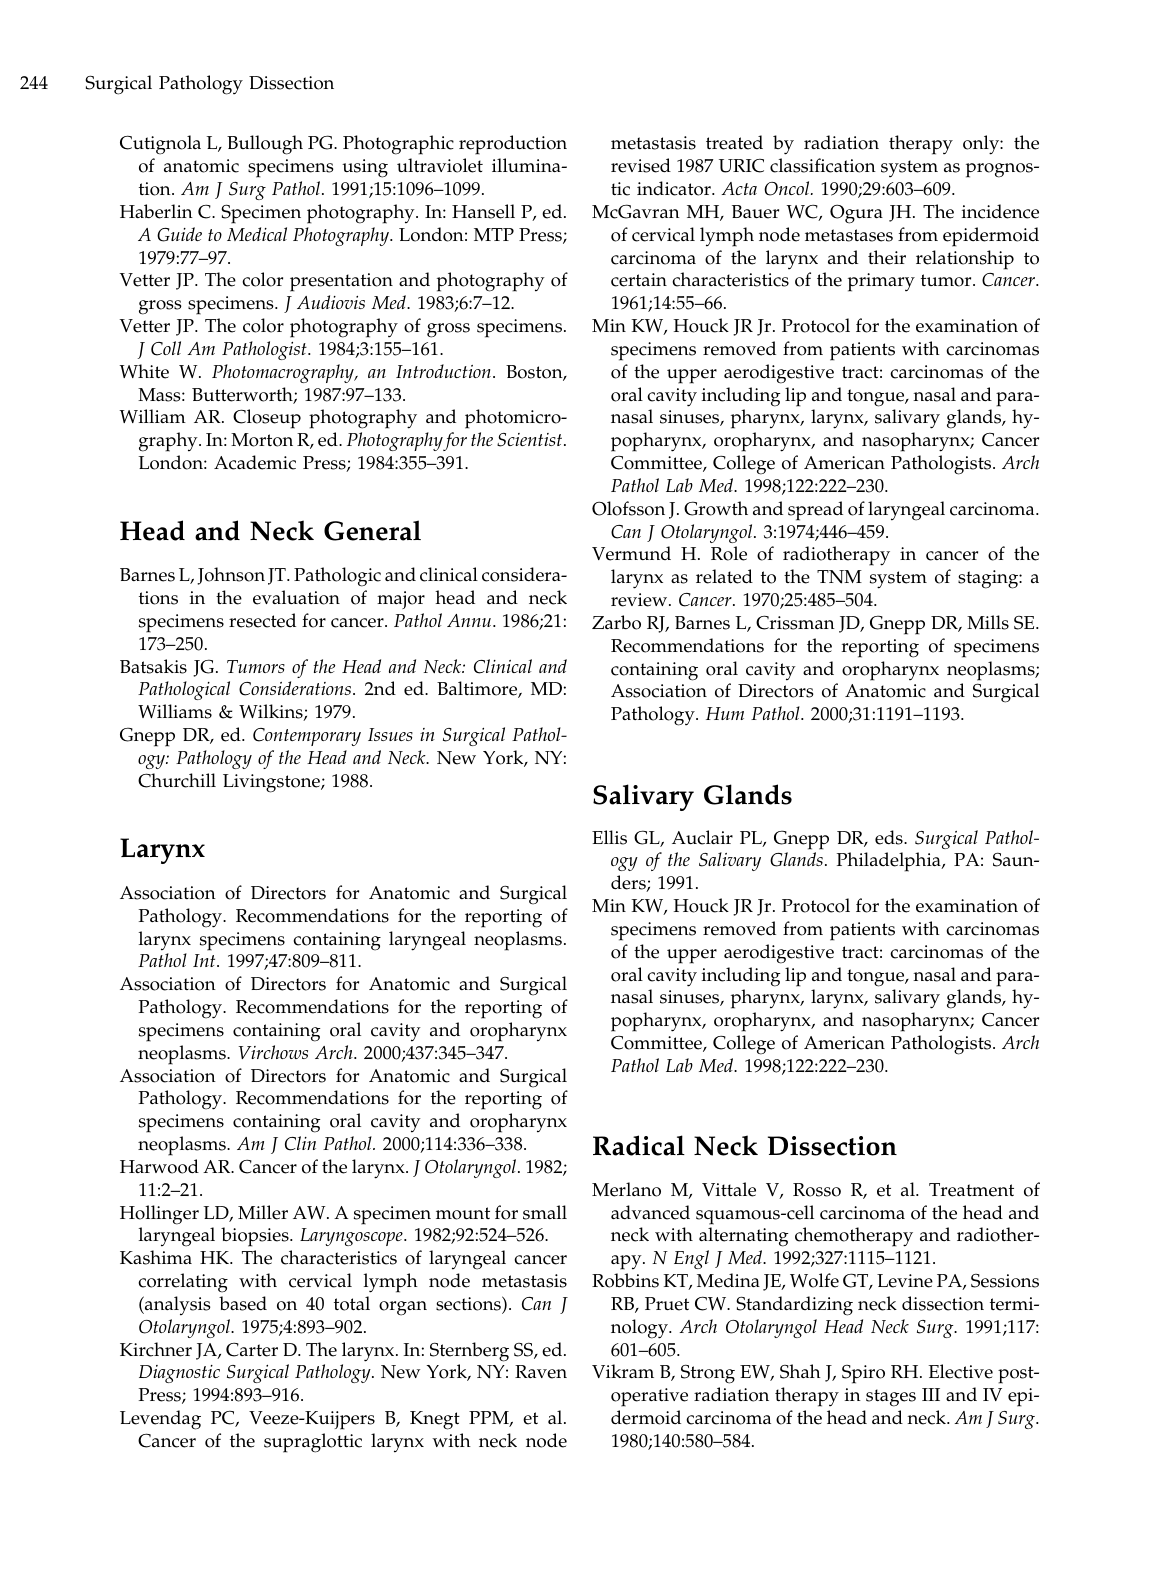 244 Surgical Pathology Dissection
Cutignola L, Bullough PG. Photographic reproduction
of anatomic specimens using ultraviolet illumina-
tion. Am J Surg Pathol. 1991;15:1096–1099.
Haberlin C. Specimen photography. In: Hansell P, ed.
A Guide to Medical Photography. London: MTP Press;
1979:77–97.
Vetter JP. The color presentation and photography of
gross specimens. J Audiovis Med. 1983;6:7–12.
Vetter JP. The color photography of gross specimens.
J Coll Am Pathologist. 1984;3:155–161.
White W. Photomacrography, an Introduction. Boston,
Mass: Butterworth; 1987:97–133.
William AR. Closeup photography and photomicro-
graphy. In: Morton R, ed. Photography for the Scientist.
London: Academic Press; 1984:355–391.
Head and Neck General
Barnes L, Johnson JT. Pathologic and clinical considera-
tions in the evaluation of major head and neck
specimens resected for cancer. Pathol Annu. 1986;21:
173–250.
Batsakis JG. Tumors of the Head and Neck: Clinical and
Pathological Considerations. 2nd ed. Baltimore, MD:
Williams & Wilkins; 1979.
Gnepp DR, ed. Contemporary Issues in Surgical Pathol-
ogy: Pathology of the Head and Neck. New York, NY:
Churchill Livingstone; 1988.
Larynx
Association of Directors for Anatomic and Surgical
Pathology. Recommendations for the reporting of
larynx specimens containing laryngeal neoplasms.
Pathol Int. 1997;47:809–811.
Association of Directors for Anatomic and Surgical
Pathology. Recommendations for the reporting of
specimens containing oral cavity and oropharynx
neoplasms. Virchows Arch. 2000;437:345–347.
Association of Directors for Anatomic and Surgical
Pathology. Recommendations for the reporting of
specimens containing oral cavity and oropharynx
neoplasms. Am J Clin Pathol. 2000;114:336–338.
Harwood AR. Cancer of the larynx. J Otolaryngol. 1982;
11:2–21.
Hollinger LD, Miller AW. A specimen mount for small
laryngeal biopsies. Laryngoscope. 1982;92:524–526.
Kashima HK. The characteristics of laryngeal cancer
correlating with cervical lymph node metastasis
(analysis based on 40 total organ sections). Can J
Otolaryngol. 1975;4:893–902.
Kirchner JA, Carter D. The larynx. In: Sternberg SS, ed.
Diagnostic Surgical Pathology. New York, NY: Raven
Press; 1994:893–916.
Levendag PC, Veeze-Kuijpers B, Knegt PPM, et al.
Cancer of the supraglottic larynx with neck node
metastasis treated by radiation therapy only: the
revised 1987 URIC classification system as prognos-
tic indicator. Acta Oncol. 1990;29:603–609.
McGavran MH, Bauer WC, Ogura JH. The incidence
of cervical lymph node metastases from epidermoid
carcinoma of the larynx and their relationship to
certain characteristics of the primary tumor. Cancer.
1961;14:55–66.
Min KW, Houck JR Jr. Protocol for the examination of
specimens removed from patients with carcinomas
of the upper aerodigestive tract: carcinomas of the
oral cavity including lip and tongue, nasal and para-
nasal sinuses, pharynx, larynx, salivary glands, hy-
popharynx, oropharynx, and nasopharynx; Cancer
Committee, College of American Pathologists. Arch
Pathol Lab Med. 1998;122:222–230.
Olofsson J. Growth and spread of laryngeal carcinoma.
Can J Otolaryngol. 3:1974;446–459.
Vermund H. Role of radiotherapy in cancer of the
larynx as related to the TNM system of staging: a
review. Cancer. 1970;25:485–504.
Zarbo RJ, Barnes L, Crissman JD, Gnepp DR, Mills SE.
Recommendations for the reporting of specimens
containing oral cavity and oropharynx neoplasms;
Association of Directors of Anatomic and Surgical
Pathology. Hum Pathol. 2000;31:1191–1193.
Salivary Glands
Ellis GL, Auclair PL, Gnepp DR, eds. Surgical Pathol-
ogy of the Salivary Glands. Philadelphia, PA: Saun-
ders; 1991.
Min KW, Houck JR Jr. Protocol for the examination of
specimens removed from patients with carcinomas
of the upper aerodigestive tract: carcinomas of the
oral cavity including lip and tongue, nasal and para-
nasal sinuses, pharynx, larynx, salivary glands, hy-
popharynx, oropharynx, and nasopharynx; Cancer
Committee, College of American Pathologists. Arch
Pathol Lab Med. 1998;122:222–230.
Radical Neck Dissection
Merlano M, Vittale V, Rosso R, et al. Treatment of
advanced squamous-cell carcinoma of the head and
neck with alternating chemotherapy and radiother-
apy. N Engl J Med. 1992;327:1115–1121.
Robbins KT, Medina JE, Wolfe GT, Levine PA, Sessions
RB, Pruet CW. Standardizing neck dissection termi-
nology. Arch Otolaryngol Head Neck Surg. 1991;117:
601–605.
Vikram B, Strong EW, Shah J, Spiro RH. Elective post-
operative radiation therapy in stages III and IV epi-
dermoid carcinoma of the head and neck. Am J Surg.
1980;140:580–584.